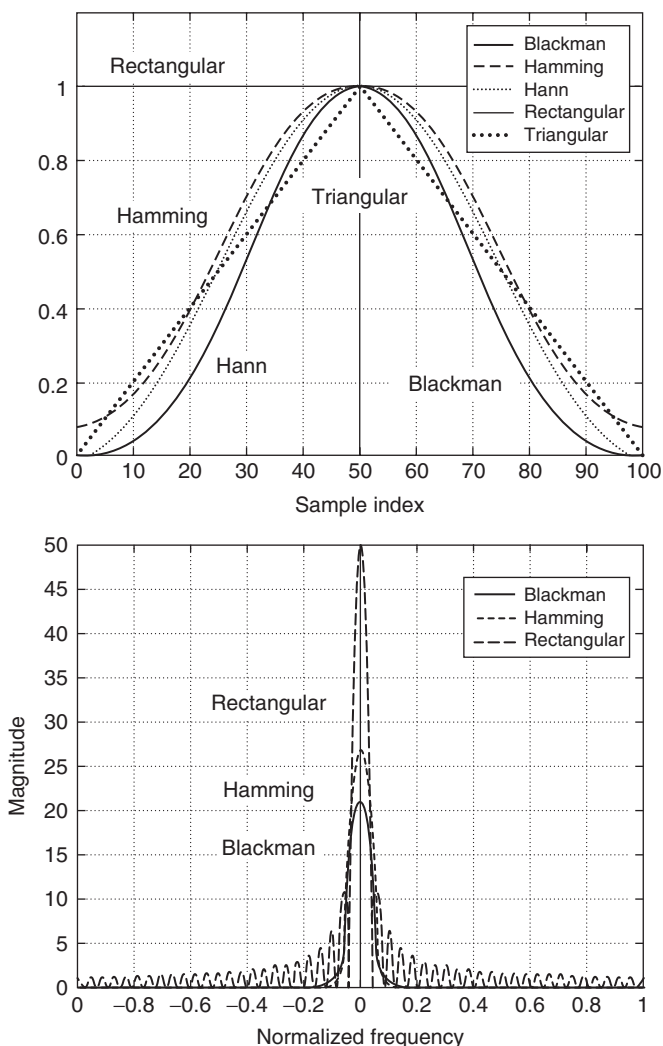 Blackman
Hamming
Hann
Rectangular
Triangular
Rectangular
Triangular
Hamming
Hann
Blackman
1
0.8
0.6
0.4
0.2
0
0 10 20 30 40 50 60 70 80 90 100
Sample index
50
45
40
35
30
25
20
15
10
5
0
Blackman
Hamming
Rectangular
Rectangular
Hamming
Blackman
Magnitude
0 −0.8 −0.6 −0.4 −0.2 0 0.2 0.4 0.6 0.8 1
Normalized frequency